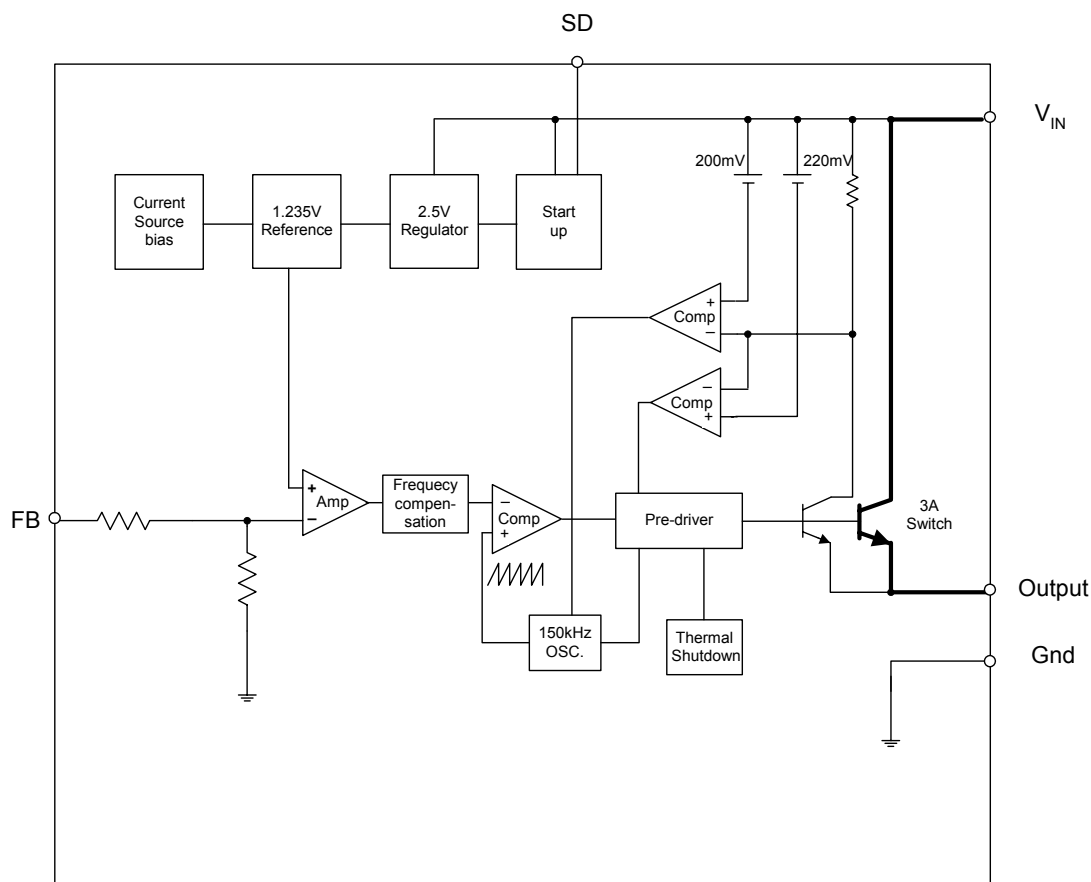 SD
V_IN
200mV
220mV
Current
Source
bias
1.235V
Reference
2.5V
Regulator
Start
up
+
Comp
−
−
Comp
+
FB
+
Amp
−
Frequecy
compen-
sation
−
Comp
+
Pre-driver
3A
Switch
Output
150kHz
OSC.
Thermal
Shutdown
Gnd